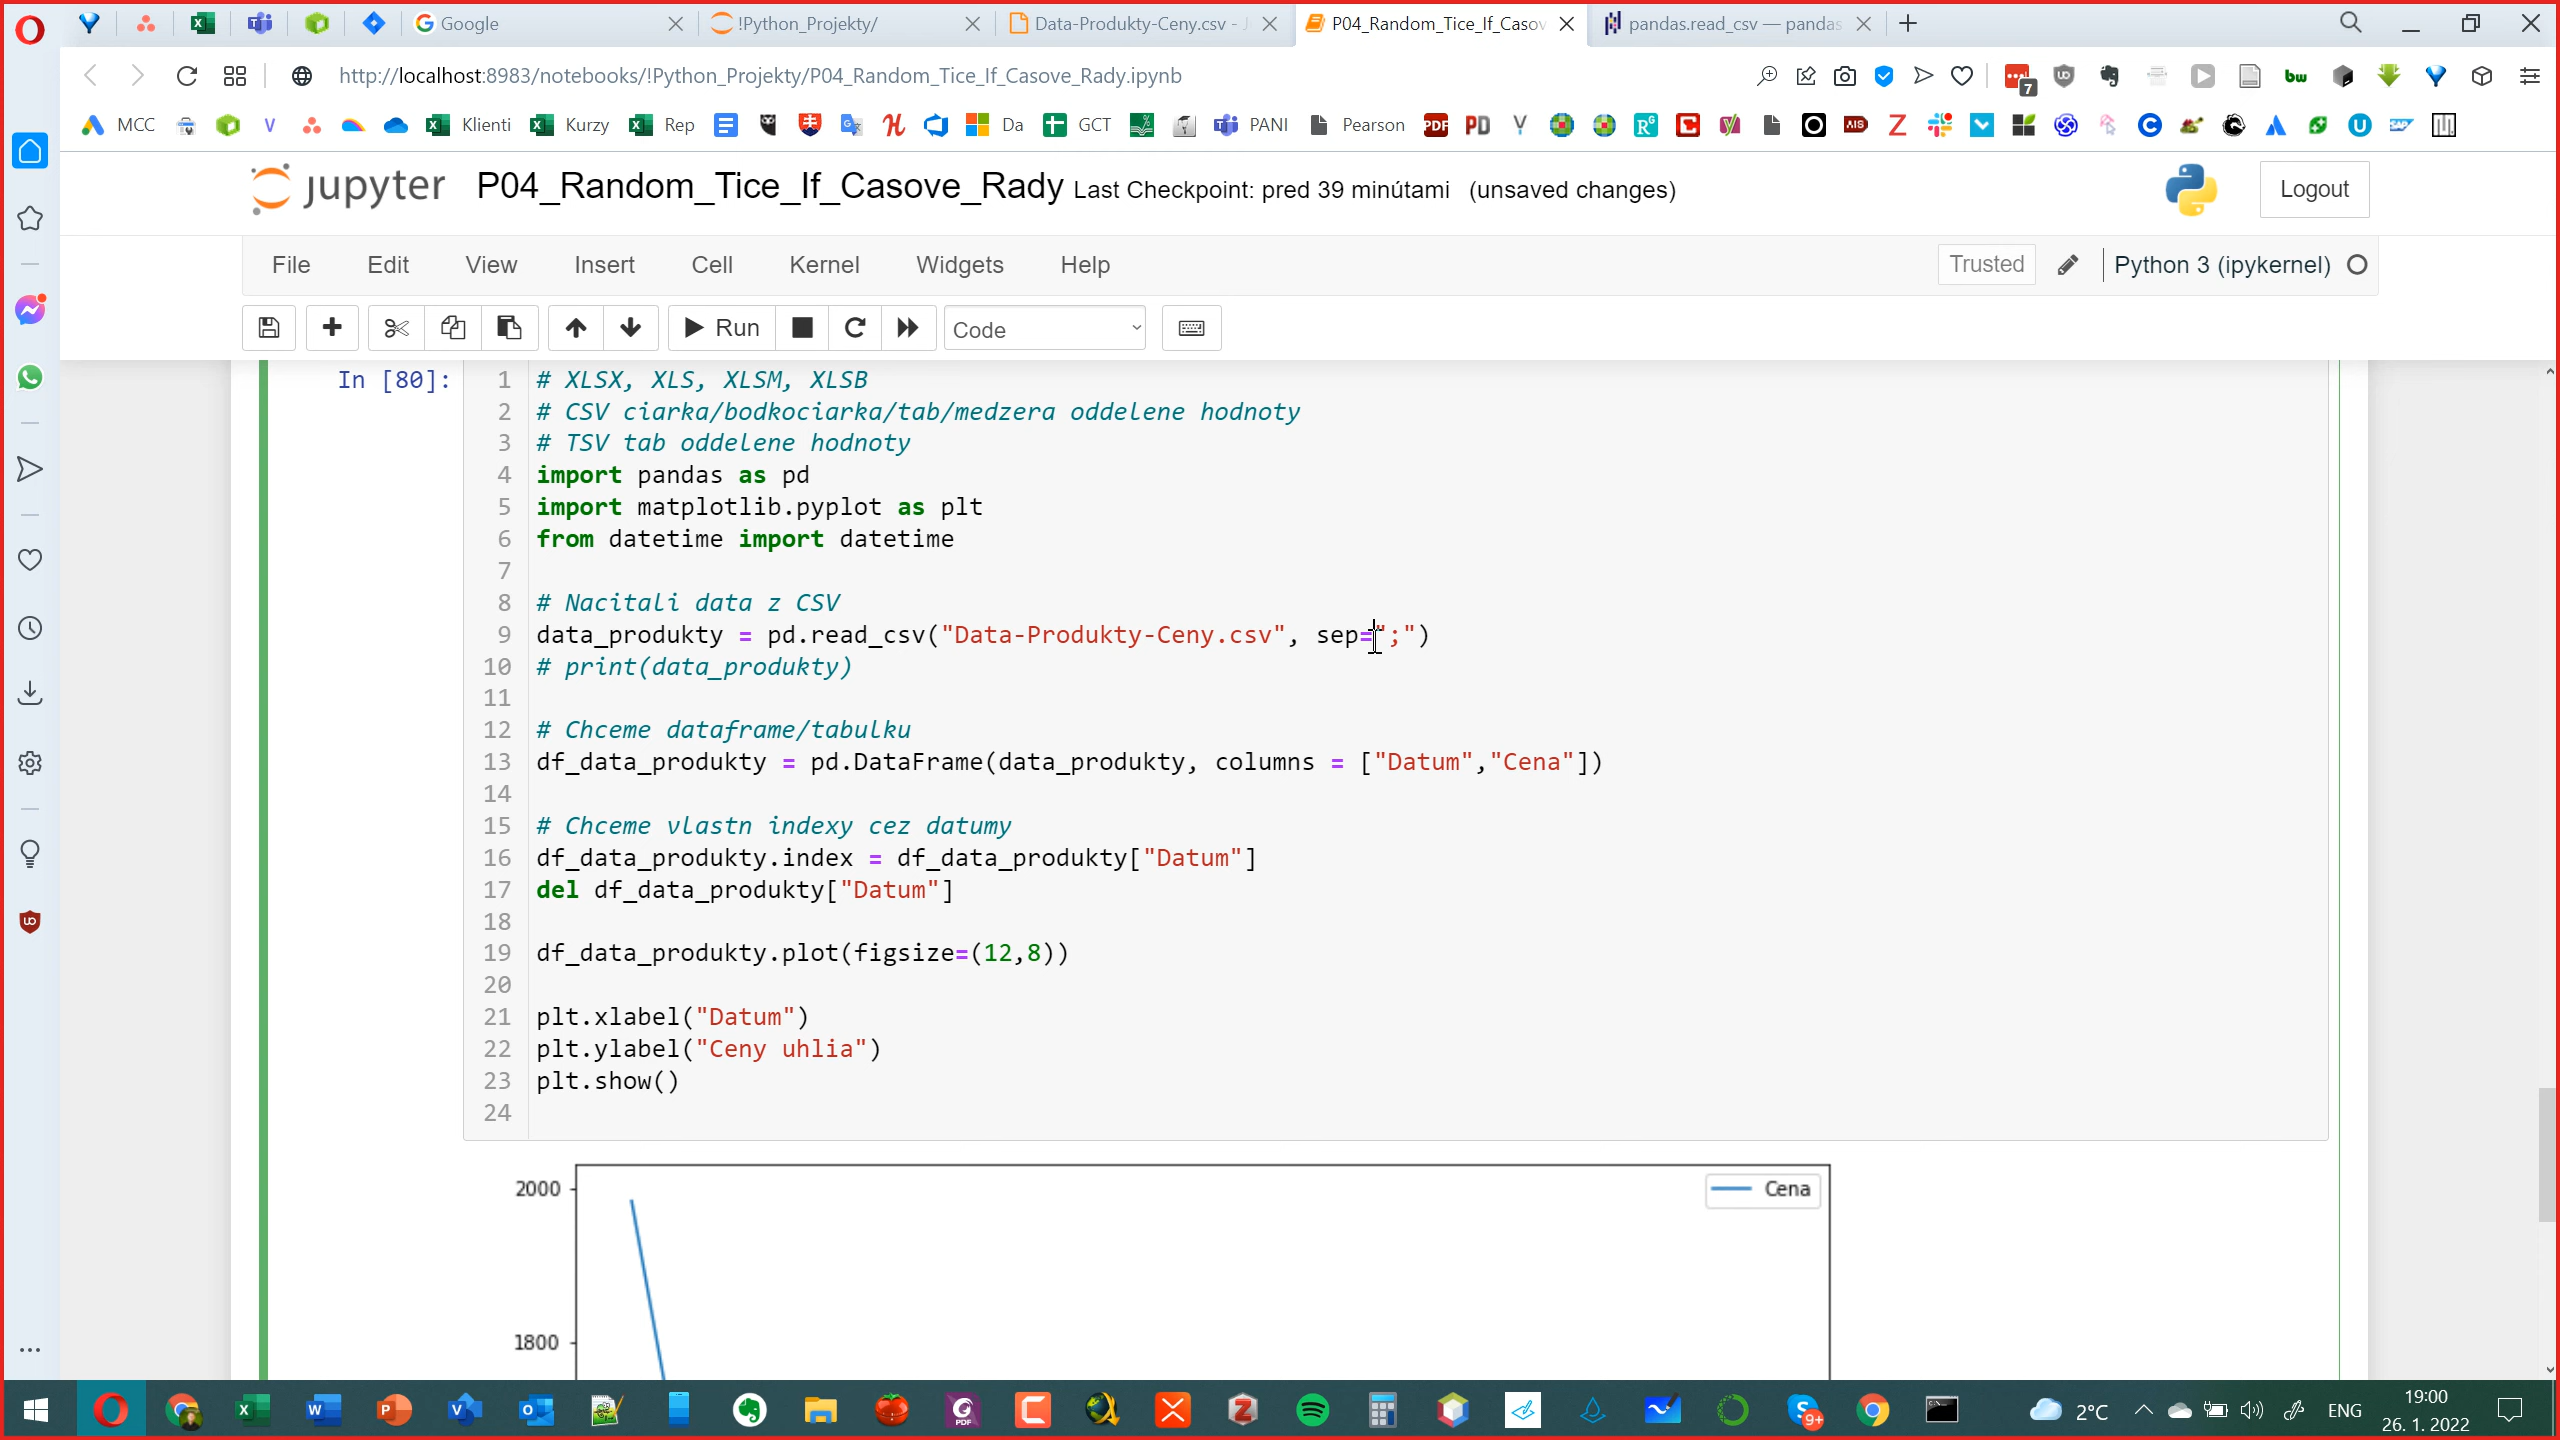 Google
!Python_Projekty/
Data-Produkty-Ceny.csv - J
P04_Random_Tice_If_Casov
pandas.read_csv — pandas
http://localhost:8983/notebooks/!Python_Projekty/P04_Random_Tice_If_Casove_Rady.ipynb
7
bw
MCC
V
Klienti
Kurzy
Rep
Da
GCT
PANI
Pearson
PDF
PD
AIS
SAP
jupyter
P04_Random_Tice_If_Casove_Rady Last Checkpoint: pred 39 minútami (unsaved changes)
Logout
File Edit View Insert Cell Kernel Widgets Help
Trusted
Python 3 (ipykernel)
Run
Code
In [80]:
1 # XLSX, XLS, XLSM, XLSB
2 # CSV ciarka/bodkociarka/tab/medzera oddelene hodnoty
3 # TSV tab oddelene hodnoty
4 import pandas as pd
5 import matplotlib.pyplot as plt
6 from datetime import datetime
7
8 # Nacitali data z CSV
9 data_produkty = pd.read_csv("Data-Produkty-Ceny.csv", sep=";")
10 # print(data_produkty)
11
12 # Chceme dataframe/tabulku
13 df_data_produkty = pd.DataFrame(data_produkty, columns = ["Datum","Cena"])
14
15 # Chceme vlastn indexy cez datumy
16 df_data_produkty.index = df_data_produkty["Datum"]
17 del df_data_produkty["Datum"]
18
19 df_data_produkty.plot(figsize=(12,8))
20
21 plt.xlabel("Datum")
22 plt.ylabel("Ceny uhlia")
23 plt.show()
24
2000
Cena
1800
9+
2°C
ENG
19:00
26. 1. 2022